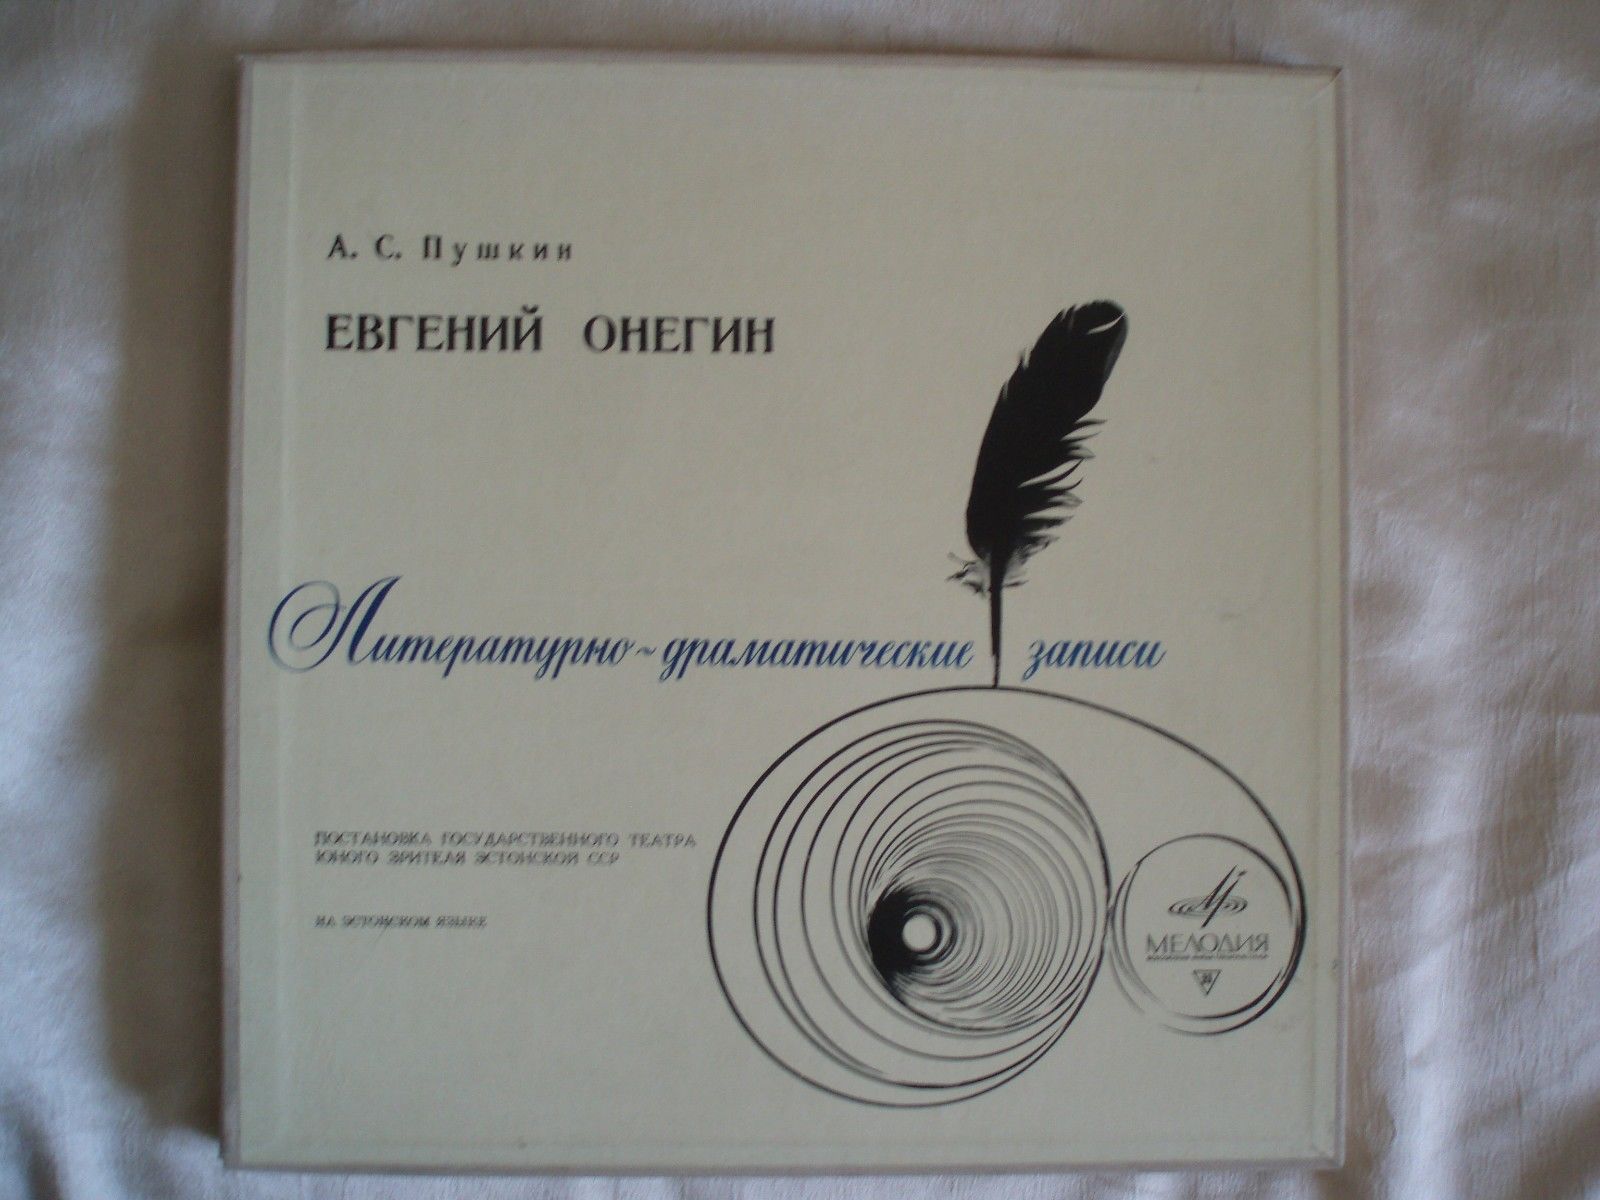 А. С. Пушкин
ЕВГЕНИЙ ОНЕГИН
Литературно-драматические записи
ПОСТАНОВКА ГОСУДАРСТВЕННОГО ТЕАТРА
ЮНОГО ЗРИТЕЛЯ ЭСТОНСКОЙ ССР
НА ЭСТОНСКОМ ЯЗЫКЕ
МЕЛОДИЯ